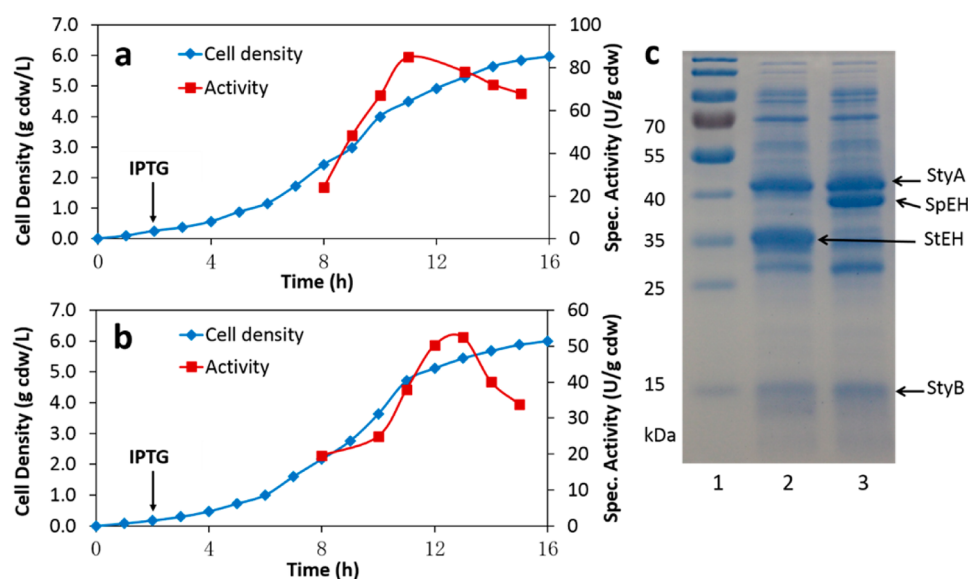 a
Cell density
Activity
IPTG
Cell Density (g cdw/L)
7.0
6.0
5.0
4.0
3.0
2.0
1.0
0.0
Spec. Activity (U/g cdw)
100
80
60
40
20
0
0 4 8 12 16
Time (h)
b
Cell density
Activity
IPTG
Cell Density (g cdw/L)
7.0
6.0
5.0
4.0
3.0
2.0
1.0
0.0
Spec. Activity (U/g cdw)
60
50
40
30
20
10
0
0 4 8 12 16
Time (h)
c
70
55
40
35
25
15
kDa
StyA
SpEH
StEH
StyB
1 2 3